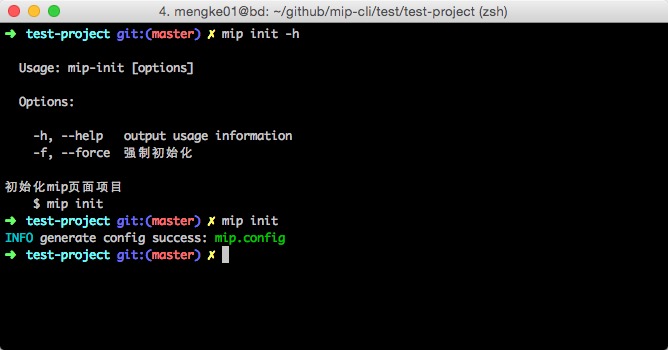 4. mengke01@bd: ~/github/mip-cli/test/test-project (zsh)
➜ test-project git:(master) ✗ mip init -h
Usage: mip-init [options]
Options:
-h, --help output usage information
-f, --force 强制初始化
初始化mip页面项目
$ mip init
➜ test-project git:(master) ✗ mip init
INFO generate config success: mip.config
➜ test-project git:(master) ✗